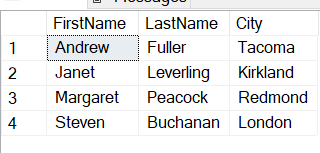 Messages
FirstName LastName City
1 Andrew Fuller Tacoma
2 Janet Leverling Kirkland
3 Margaret Peacock Redmond
4 Steven Buchanan London